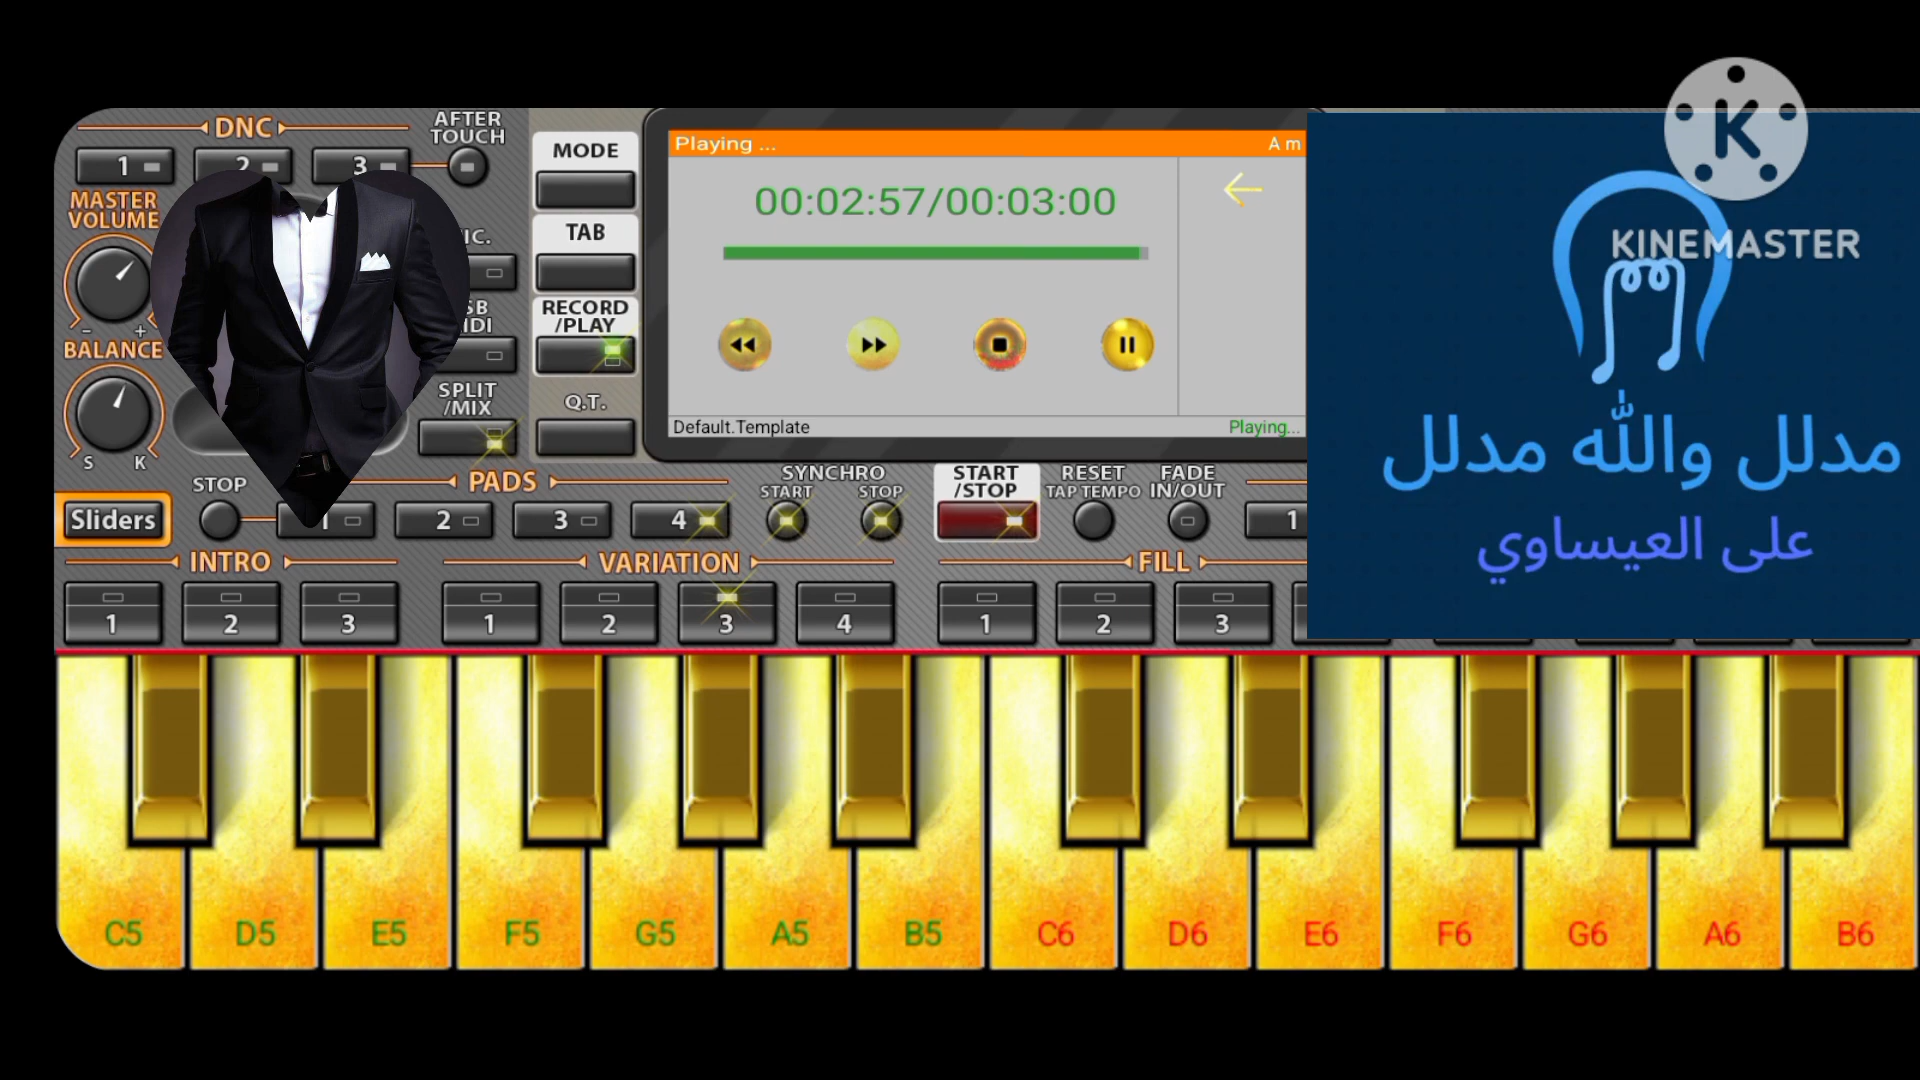 DNC
AFTER
TOUCH
1
2
3
MASTER
VOLUME
MODE
TAB
RECORD
/PLAY
Q.T.
- +
BALANCE
S K
SPLIT
/MIX
Playing ...
A m
00:02:57/00:03:00
Default.Template
Playing...
K
KINEMASTER
مدلل والله مدلل
على العيساوي
STOP
PADS
SYNCHRO
START
STOP
START
/STOP
RESET
TAP TEMPO
FADE
IN/OUT
Sliders
1
2
3
4
1
INTRO
VARIATION
FILL
1 2 3
1 2 3 4
1 2 3
C5 D5 E5 F5 G5 A5 B5 C6 D6 E6 F6 G6 A6 B6